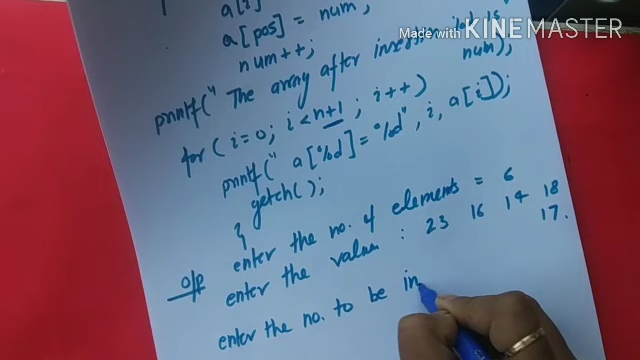 Made with KINEMASTER
a[i]
a[pos] = num;
num++;
printf(" The array after insertion
num);
for ( i=0; i<n+1 ; i++)
printf(" a[%d] = %d", i, a[i]);
getch();
}
o/p enter the no. of elements = 6
enter the values : 23 16 14 18
17.
enter the no. to be in